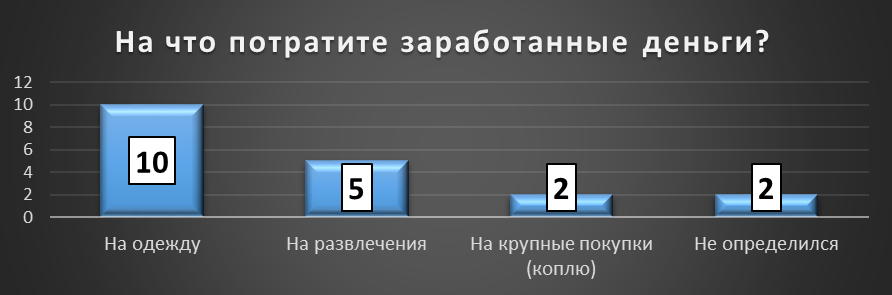 На что потратите заработанные деньги?
12
10
8
6
4
2
0
10
5
2
2
На одежду
На развлечения
На крупные покупки
(коплю)
Не определился